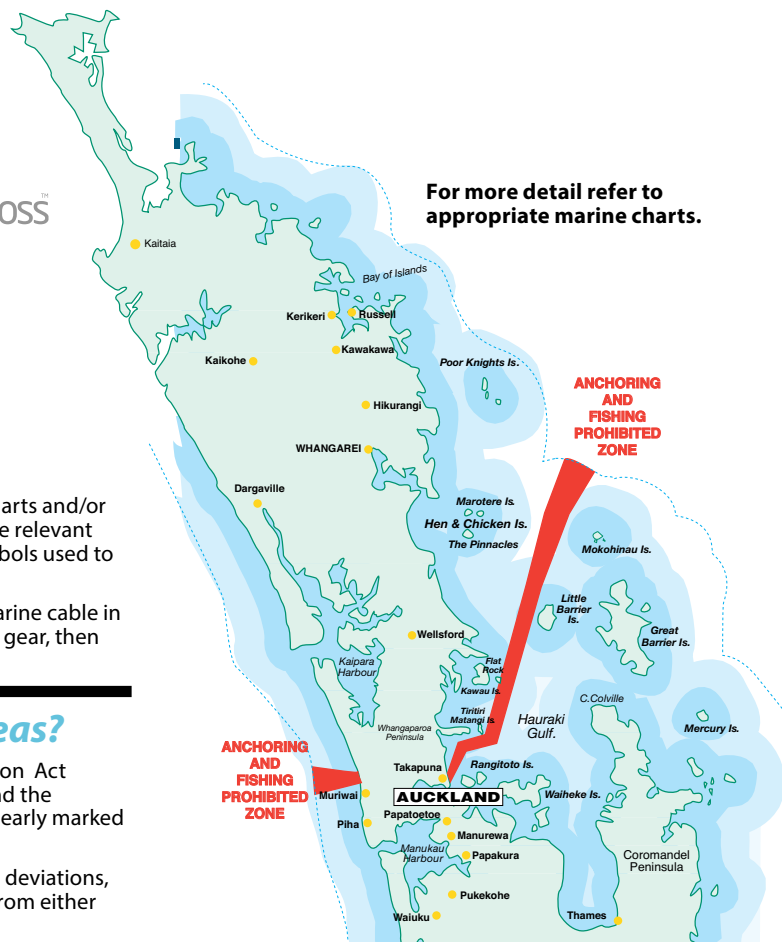 oss
™
For more detail refer to
appropriate marine charts.
Kaitaia
Bay of Islands
Kerikeri
Russell
Kaikohe
Kawakawa
Poor Knights Is.
ANCHORING
AND
FISHING
PROHIBITED
ZONE
Hikurangi
WHANGAREI
Dargaville
arts and/or
e relevant
bols used to
Marotere Is.
Hen & Chicken Is.
The Pinnacles
Mokohinau Is.
Little
Barrier
Is.
Great
Barrier Is.
arine cable in
gear, then
Wellsford
Kaipara
Harbour
Flat
Rock
Kawau Is.
C.Colville
Tiritiri
Matangi Is.
Hauraki
Gulf.
Mercury Is.
Whangaparoa
Peninsula
eas?
ANCHORING
AND
FISHING
PROHIBITED
ZONE
on Act
nd the
early marked
Takapuna
Rangitoto Is.
Muriwai
AUCKLAND
Waiheke Is.
Piha
Papatoetoe
Manurewa
Manukau
Harbour
Papakura
Coromandel
Peninsula
deviations,
rom either
Pukekohe
Waiuku
Thames